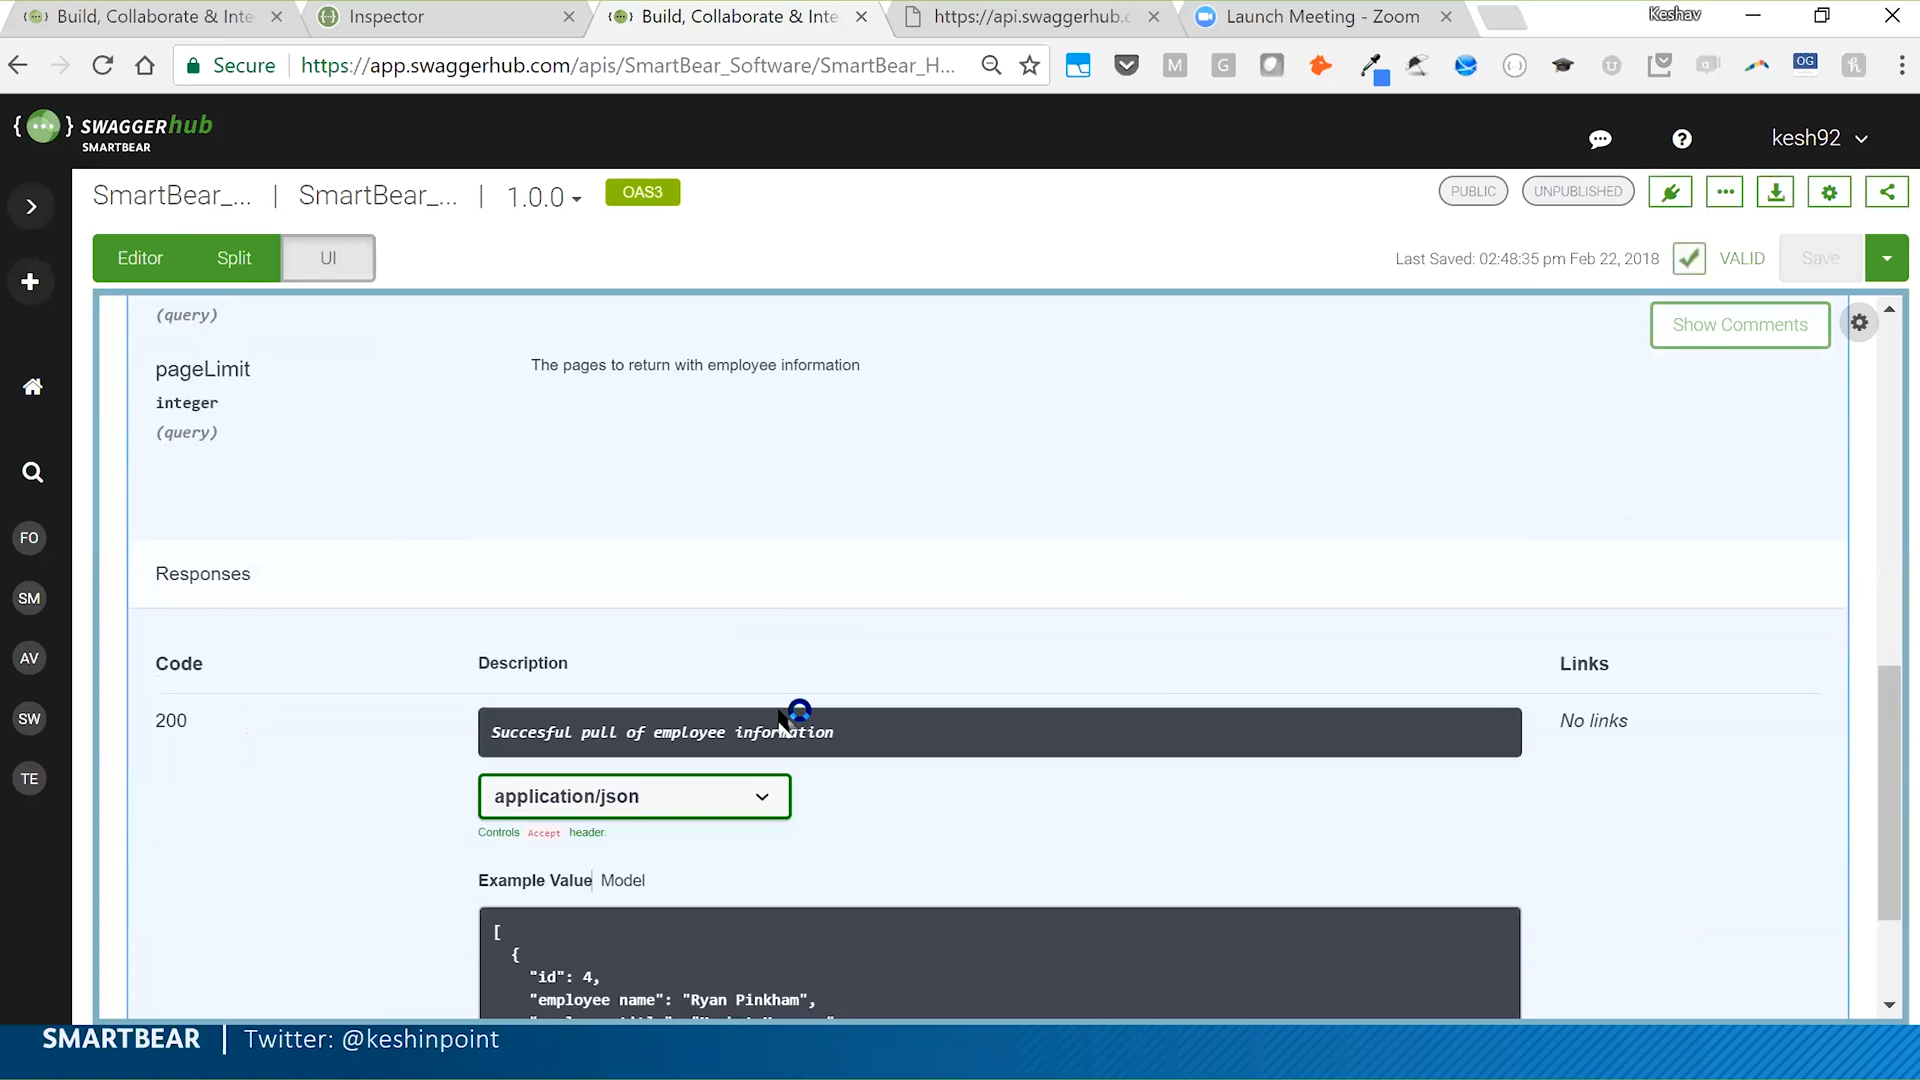 Build, Collaborate & Inte
Inspector
Build, Collaborate & Inte
https://api.swaggerhub.c
Launch Meeting - Zoom
Keshav
Secure
https://app.swaggerhub.com/apis/SmartBear_Software/SmartBear_H...
M
G
OG
{ ... } SWAGGERhub
SMARTBEAR
kesh92
SmartBear_... | SmartBear_... | 1.0.0
OAS3
PUBLIC
UNPUBLISHED
Editor
Split
UI
Last Saved: 02:48:35 pm Feb 22, 2018
VALID
Save
(query)
Show Comments
pageLimit
The pages to return with employee information
integer
(query)
FO
SM
AV
SW
TE
Responses
Code
Description
Links
200
Succesful pull of employee information
No links
application/json
Controls Accept header.
Example Value
Model
[
{
"id": 4,
"employee name": "Ryan Pinkham",
SMARTBEAR | Twitter: @keshinpoint